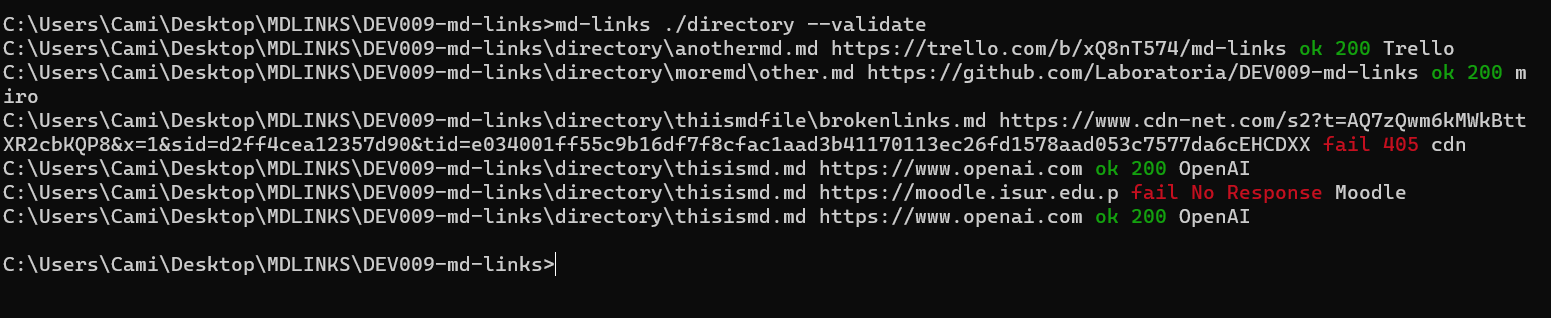 C:\Users\Cami\Desktop\MDLINKS\DEV009-md-links>md-links ./directory --validate
C:\Users\Cami\Desktop\MDLINKS\DEV009-md-links\directory\anothermd.md https://trello.com/b/xQ8nT574/md-links ok 200 Trello
C:\Users\Cami\Desktop\MDLINKS\DEV009-md-links\directory\moremd\other.md https://github.com/Laboratoria/DEV009-md-links ok 200 m
iro
C:\Users\Cami\Desktop\MDLINKS\DEV009-md-links\directory\thiismdfile\brokenlinks.md https://www.cdn-net.com/s2?t=AQ7zQwm6kMWkBtt
XR2cbKQP8&x=1&sid=d2ff4cea12357d90&tid=e034001ff55c9b16df7f8cfac1aad3b41170113ec26fd1578aad053c7577da6cEHCDXX fail 405 cdn
C:\Users\Cami\Desktop\MDLINKS\DEV009-md-links\directory\thisismd.md https://www.openai.com ok 200 OpenAI
C:\Users\Cami\Desktop\MDLINKS\DEV009-md-links\directory\thisismd.md https://moodle.isur.edu.p fail No Response Moodle
C:\Users\Cami\Desktop\MDLINKS\DEV009-md-links\directory\thisismd.md https://www.openai.com ok 200 OpenAI
C:\Users\Cami\Desktop\MDLINKS\DEV009-md-links>